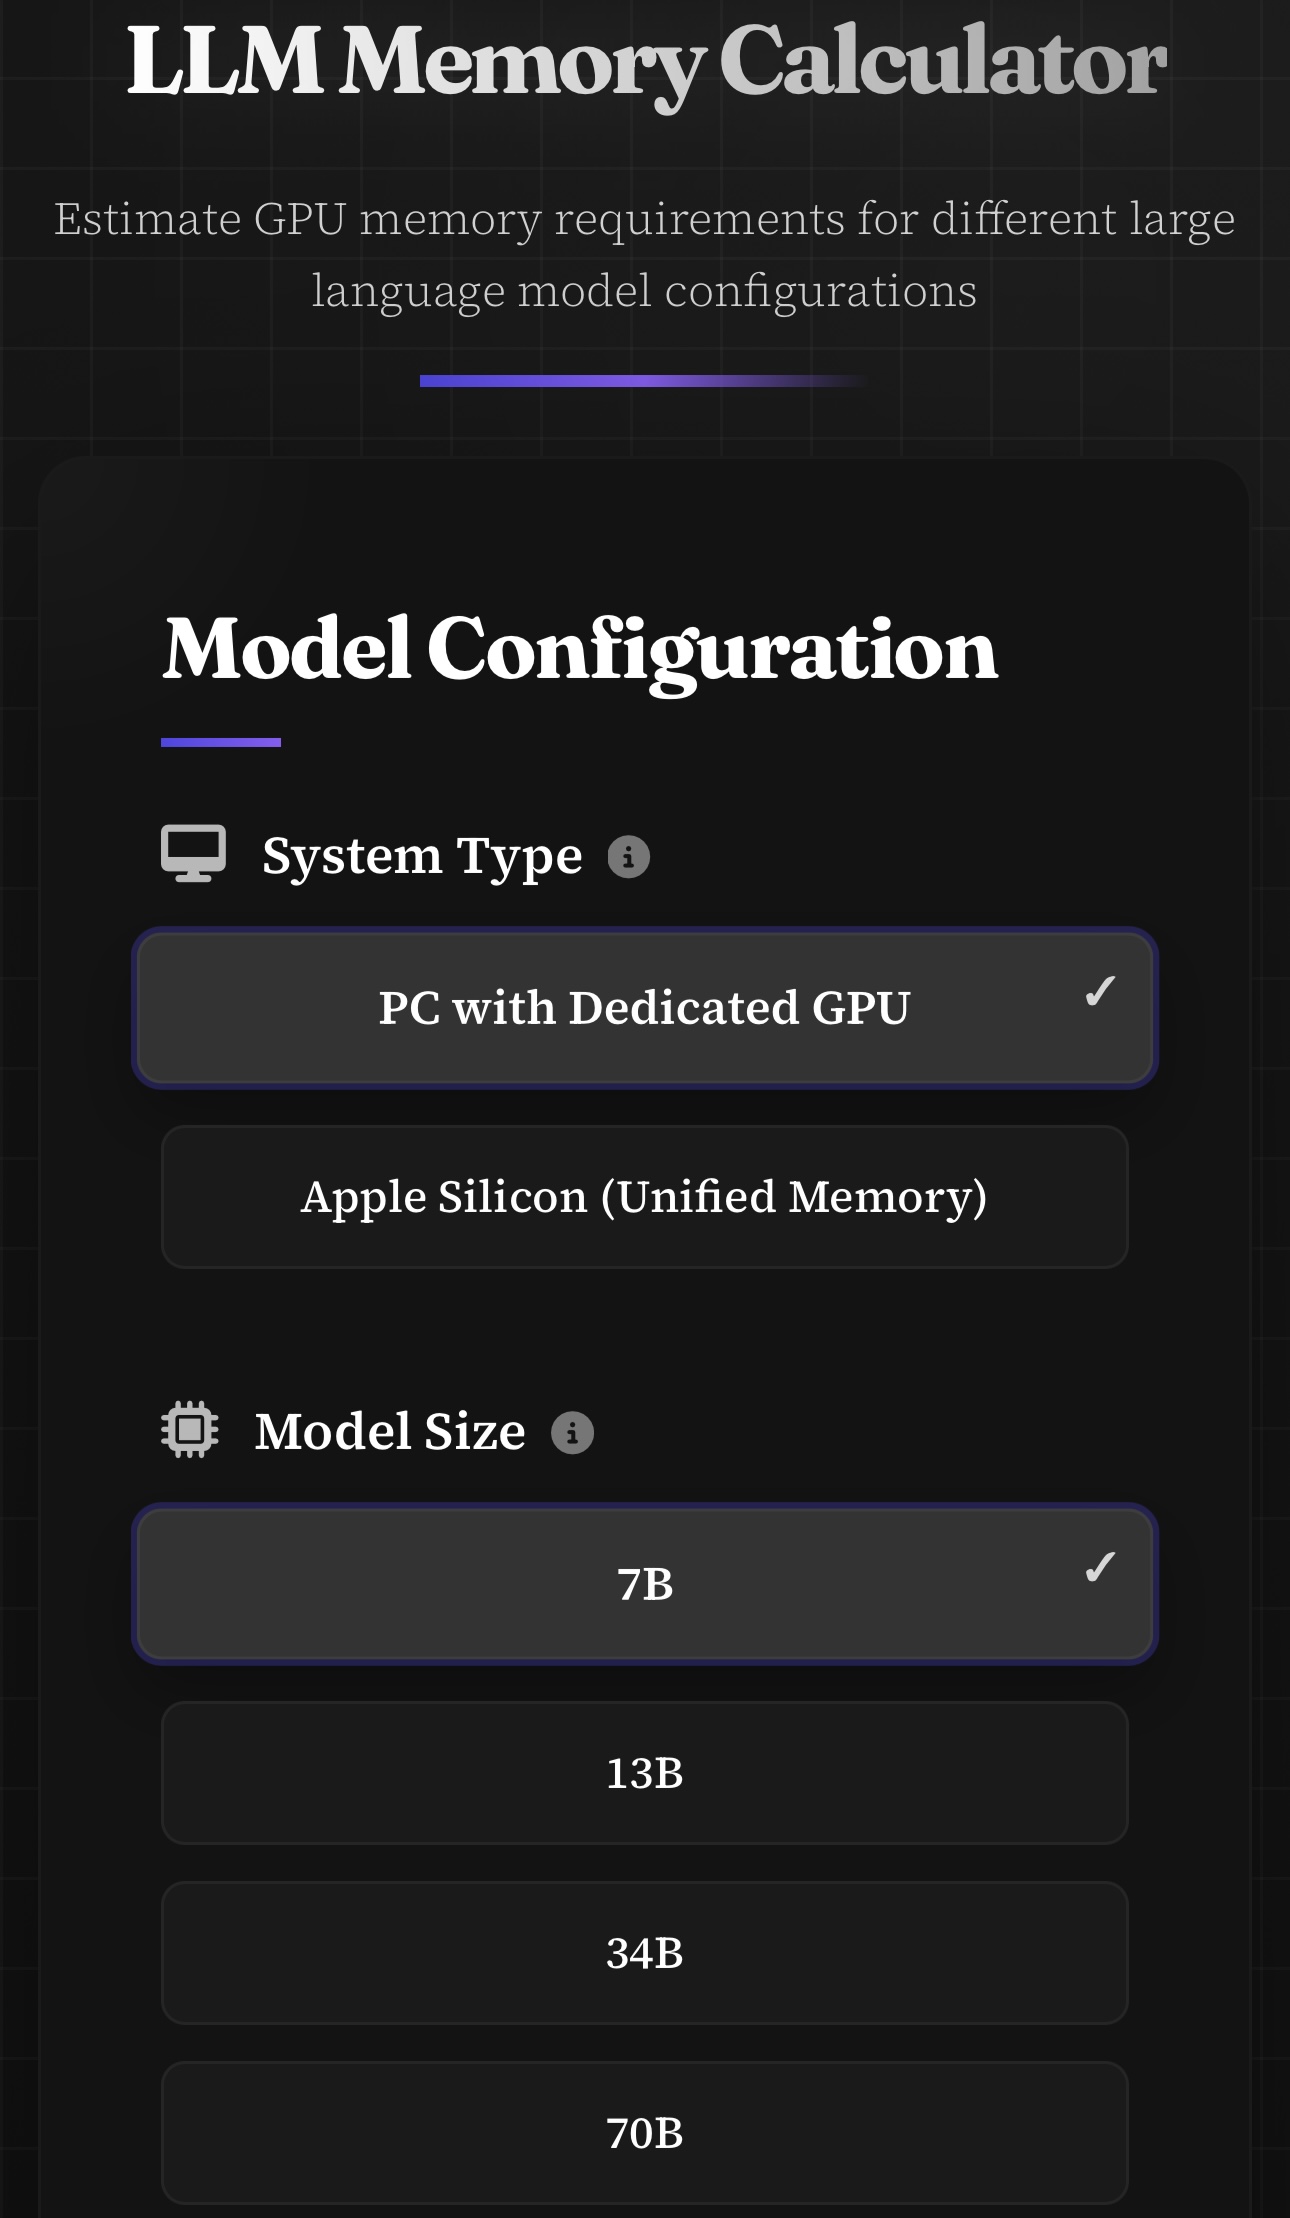 LLM Memory Calculator
Estimate GPU memory requirements for different large
language model configurations
Model Configuration
System Type
PC with Dedicated GPU ✓
Apple Silicon (Unified Memory)
Model Size
7B ✓
13B
34B
70B